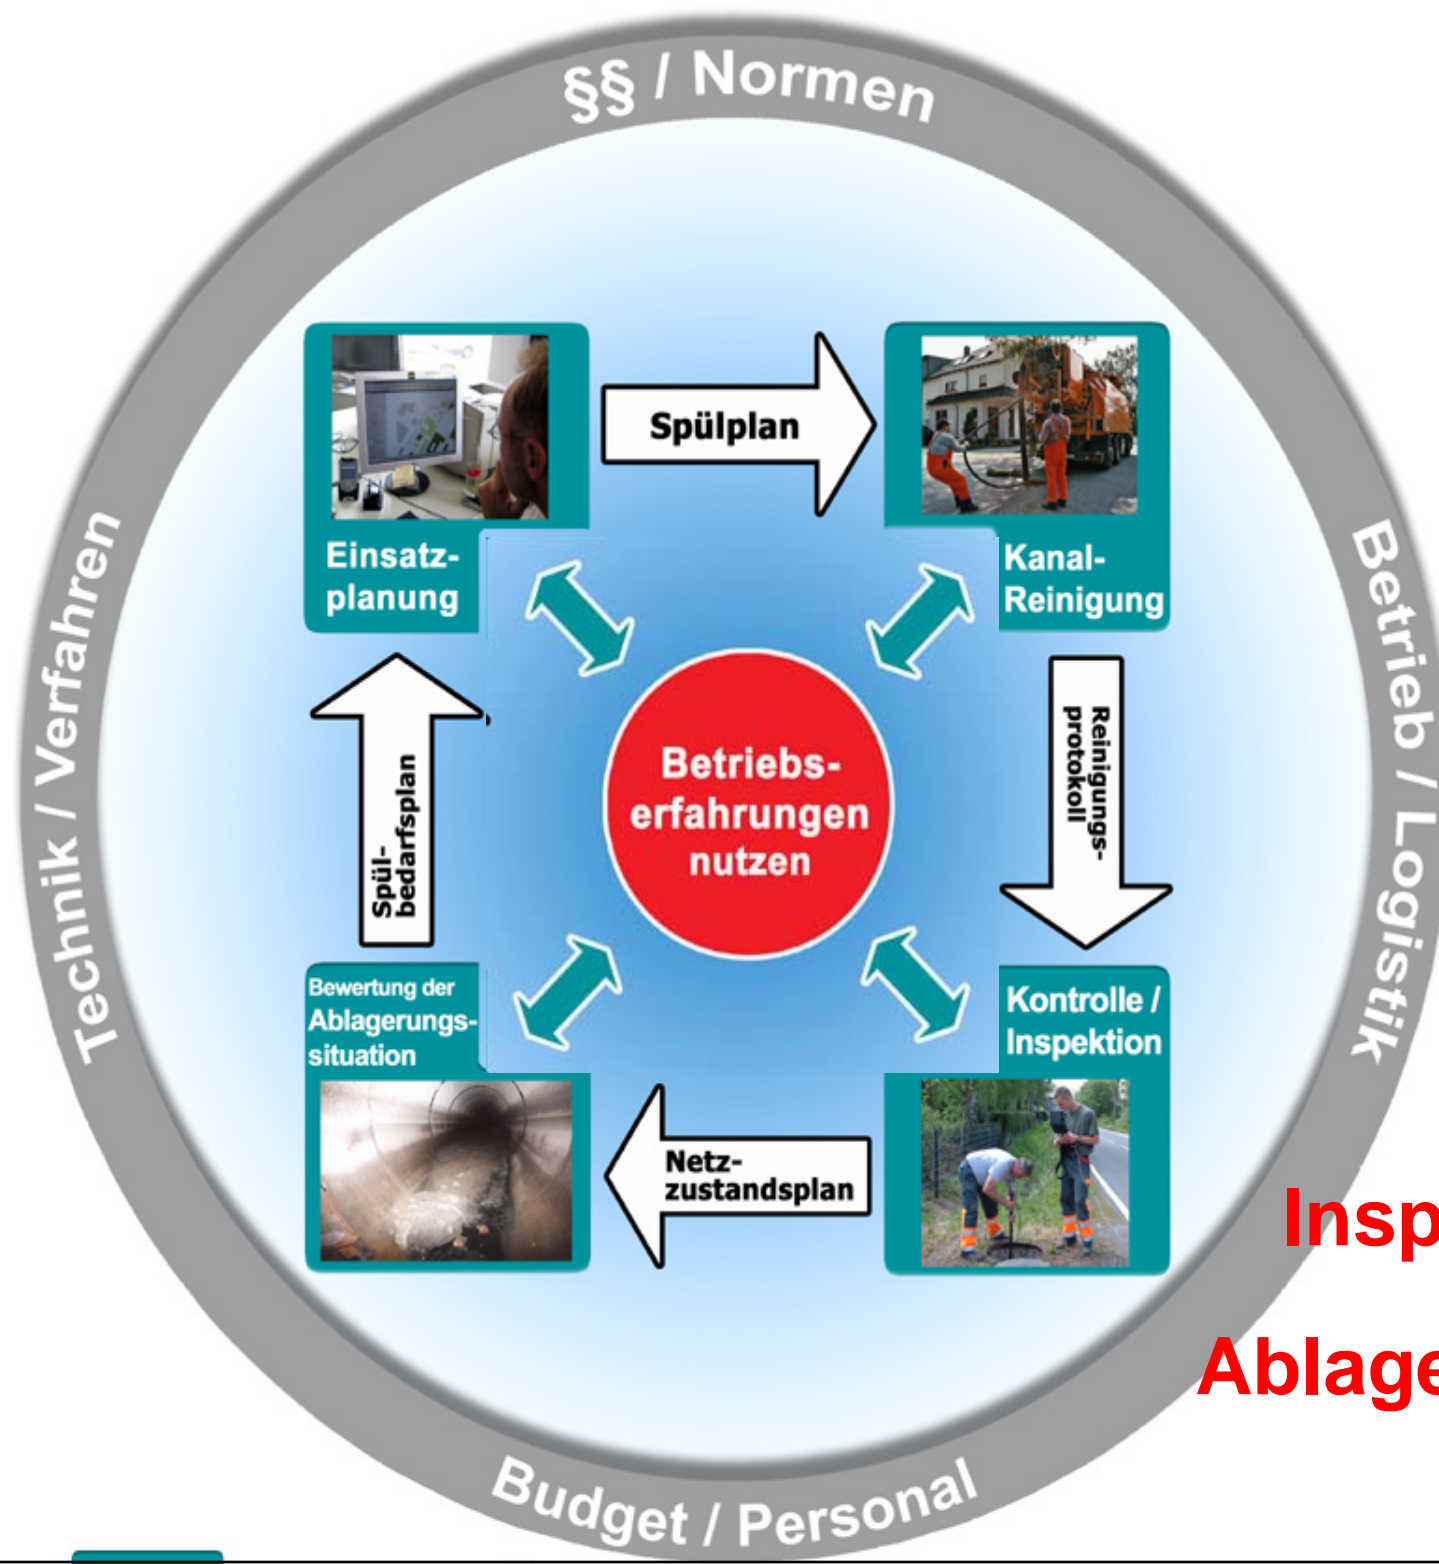 §§ / Normen
Technik / Verfahren
Betrieb / Logistik
Einsatz-
planung
Spülplan
Kanal-
Reinigung
Reinigungs-
protokoll
Betriebs-
erfahrungen
nutzen
Spül-
bedarfsplan
Bewertung der
Ablagerungs-
situation
Netz-
zustandsplan
Kontrolle /
Inspektion
Insp
Ablage
Budget / Personal